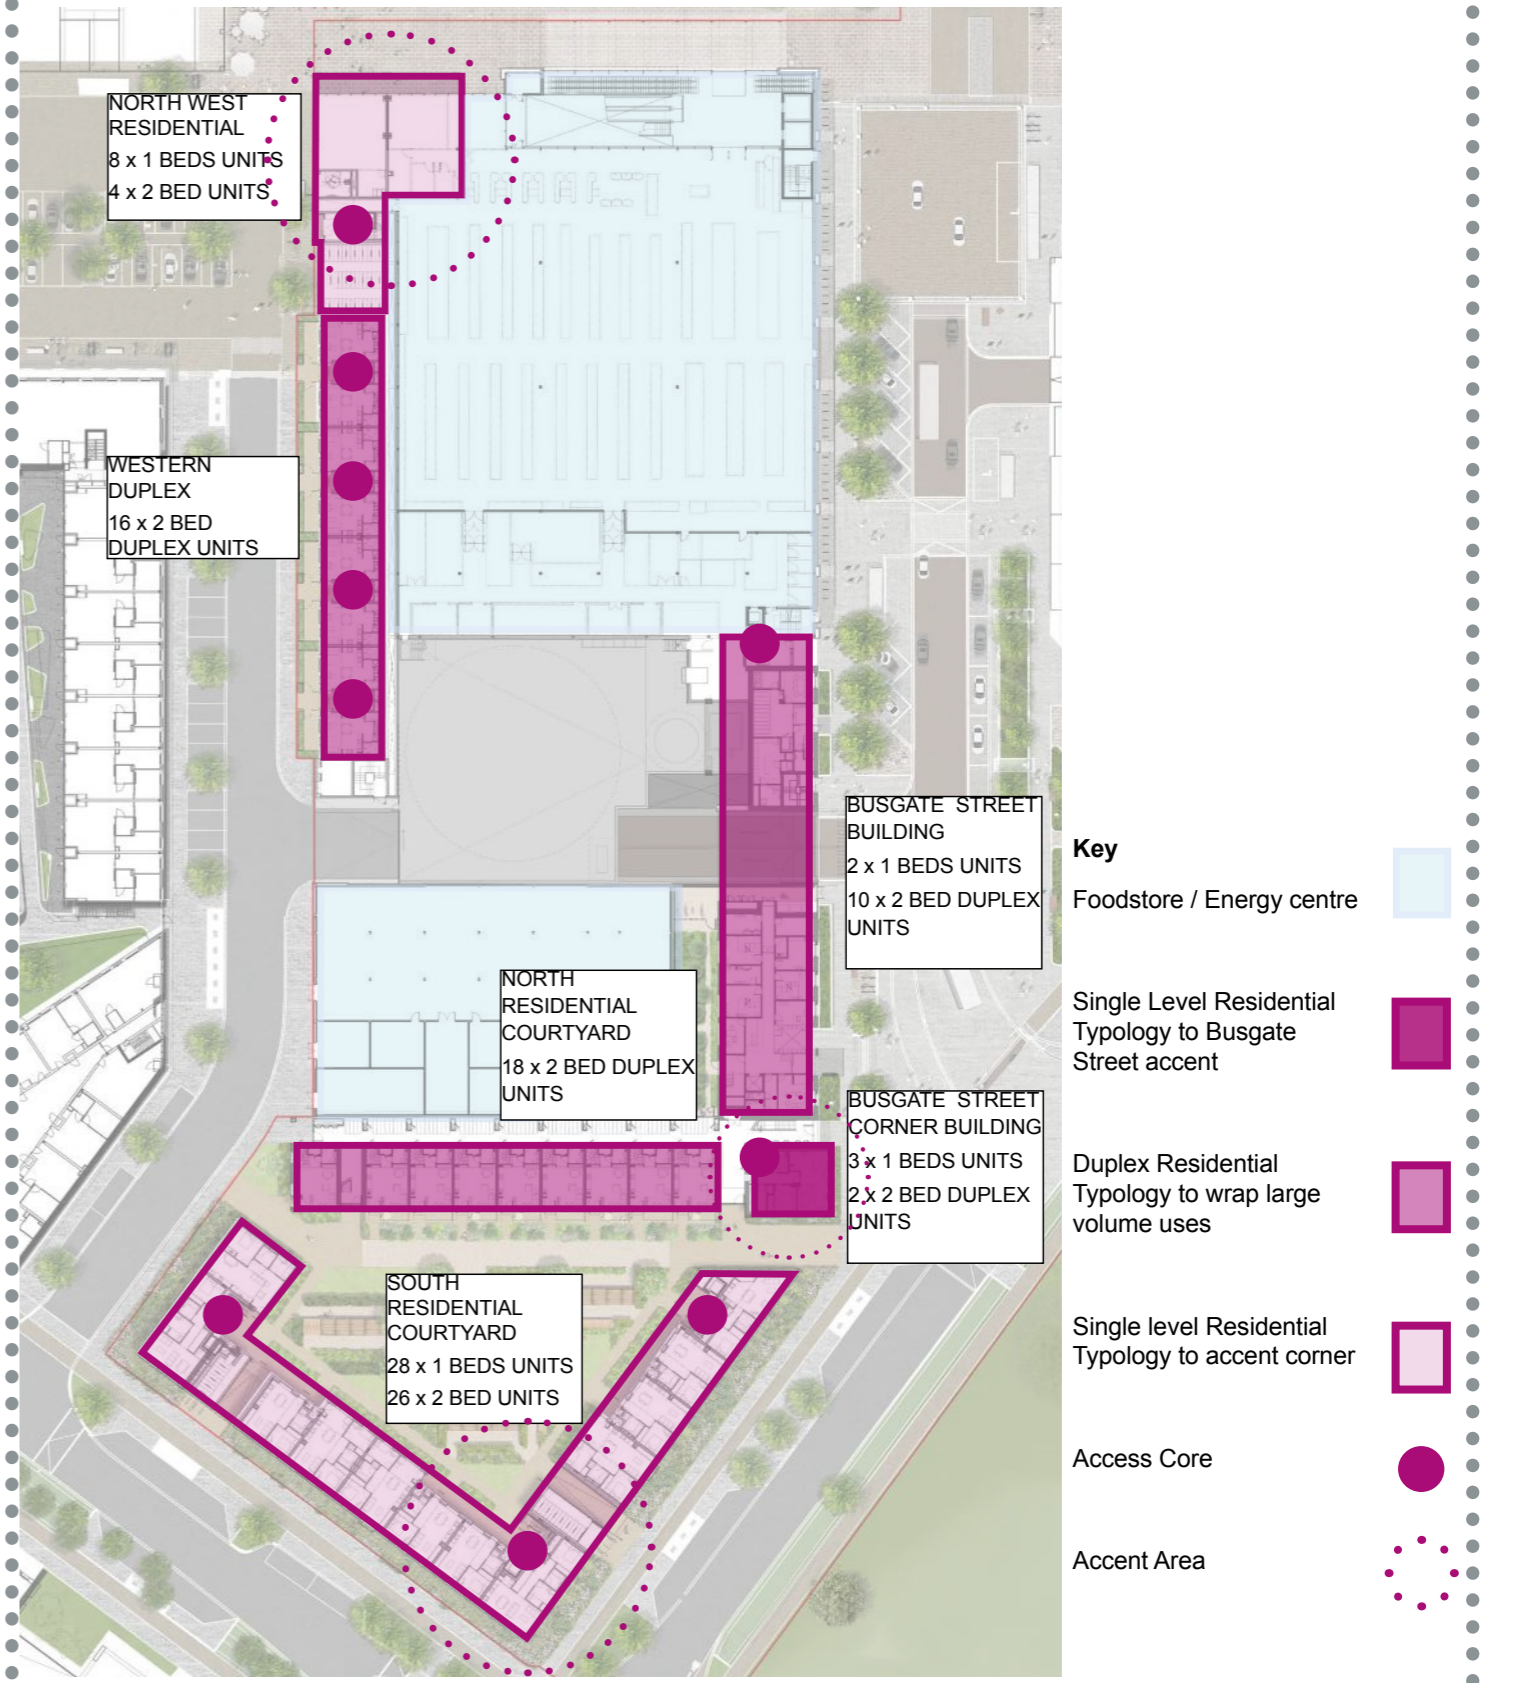 NORTH WEST
RESIDENTIAL
8 x 1 BEDS UNITS
4 x 2 BED UNITS
WESTERN
DUPLEX
16 x 2 BED
DUPLEX UNITS
BUSGATE STREET
BUILDING
2 x 1 BEDS UNITS
10 x 2 BED DUPLEX
UNITS
NORTH
RESIDENTIAL
COURTYARD
18 x 2 BED DUPLEX
UNITS
BUSGATE STREET
CORNER BUILDING
3 x 1 BEDS UNITS
2 x 2 BED DUPLEX
UNITS
SOUTH
RESIDENTIAL
COURTYARD
28 x 1 BEDS UNITS
26 x 2 BED UNITS
Key
Foodstore / Energy centre
Single Level Residential
Typology to Busgate
Street accent
Duplex Residential
Typology to wrap large
volume uses
Single level Residential
Typology to accent corner
Access Core
Accent Area